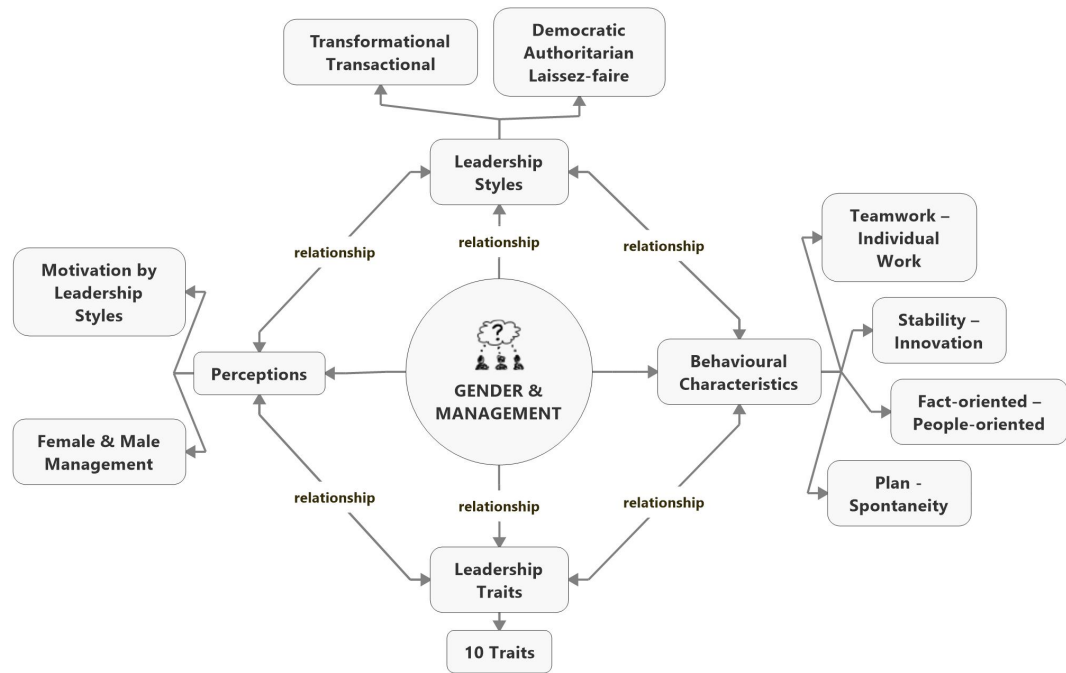 Transformational
Transactional
Democratic
Authoritarian
Laissez-faire
Leadership
Styles
relationship
relationship
relationship
Teamwork –
Individual
Work
Motivation by
Leadership
Styles
?
Stability –
Innovation
Perceptions
GENDER &
MANAGEMENT
Behavioural
Characteristics
Fact-oriented –
People-oriented
Female & Male
Management
Plan -
Spontaneity
relationship
relationship
relationship
Leadership
Traits
10 Traits